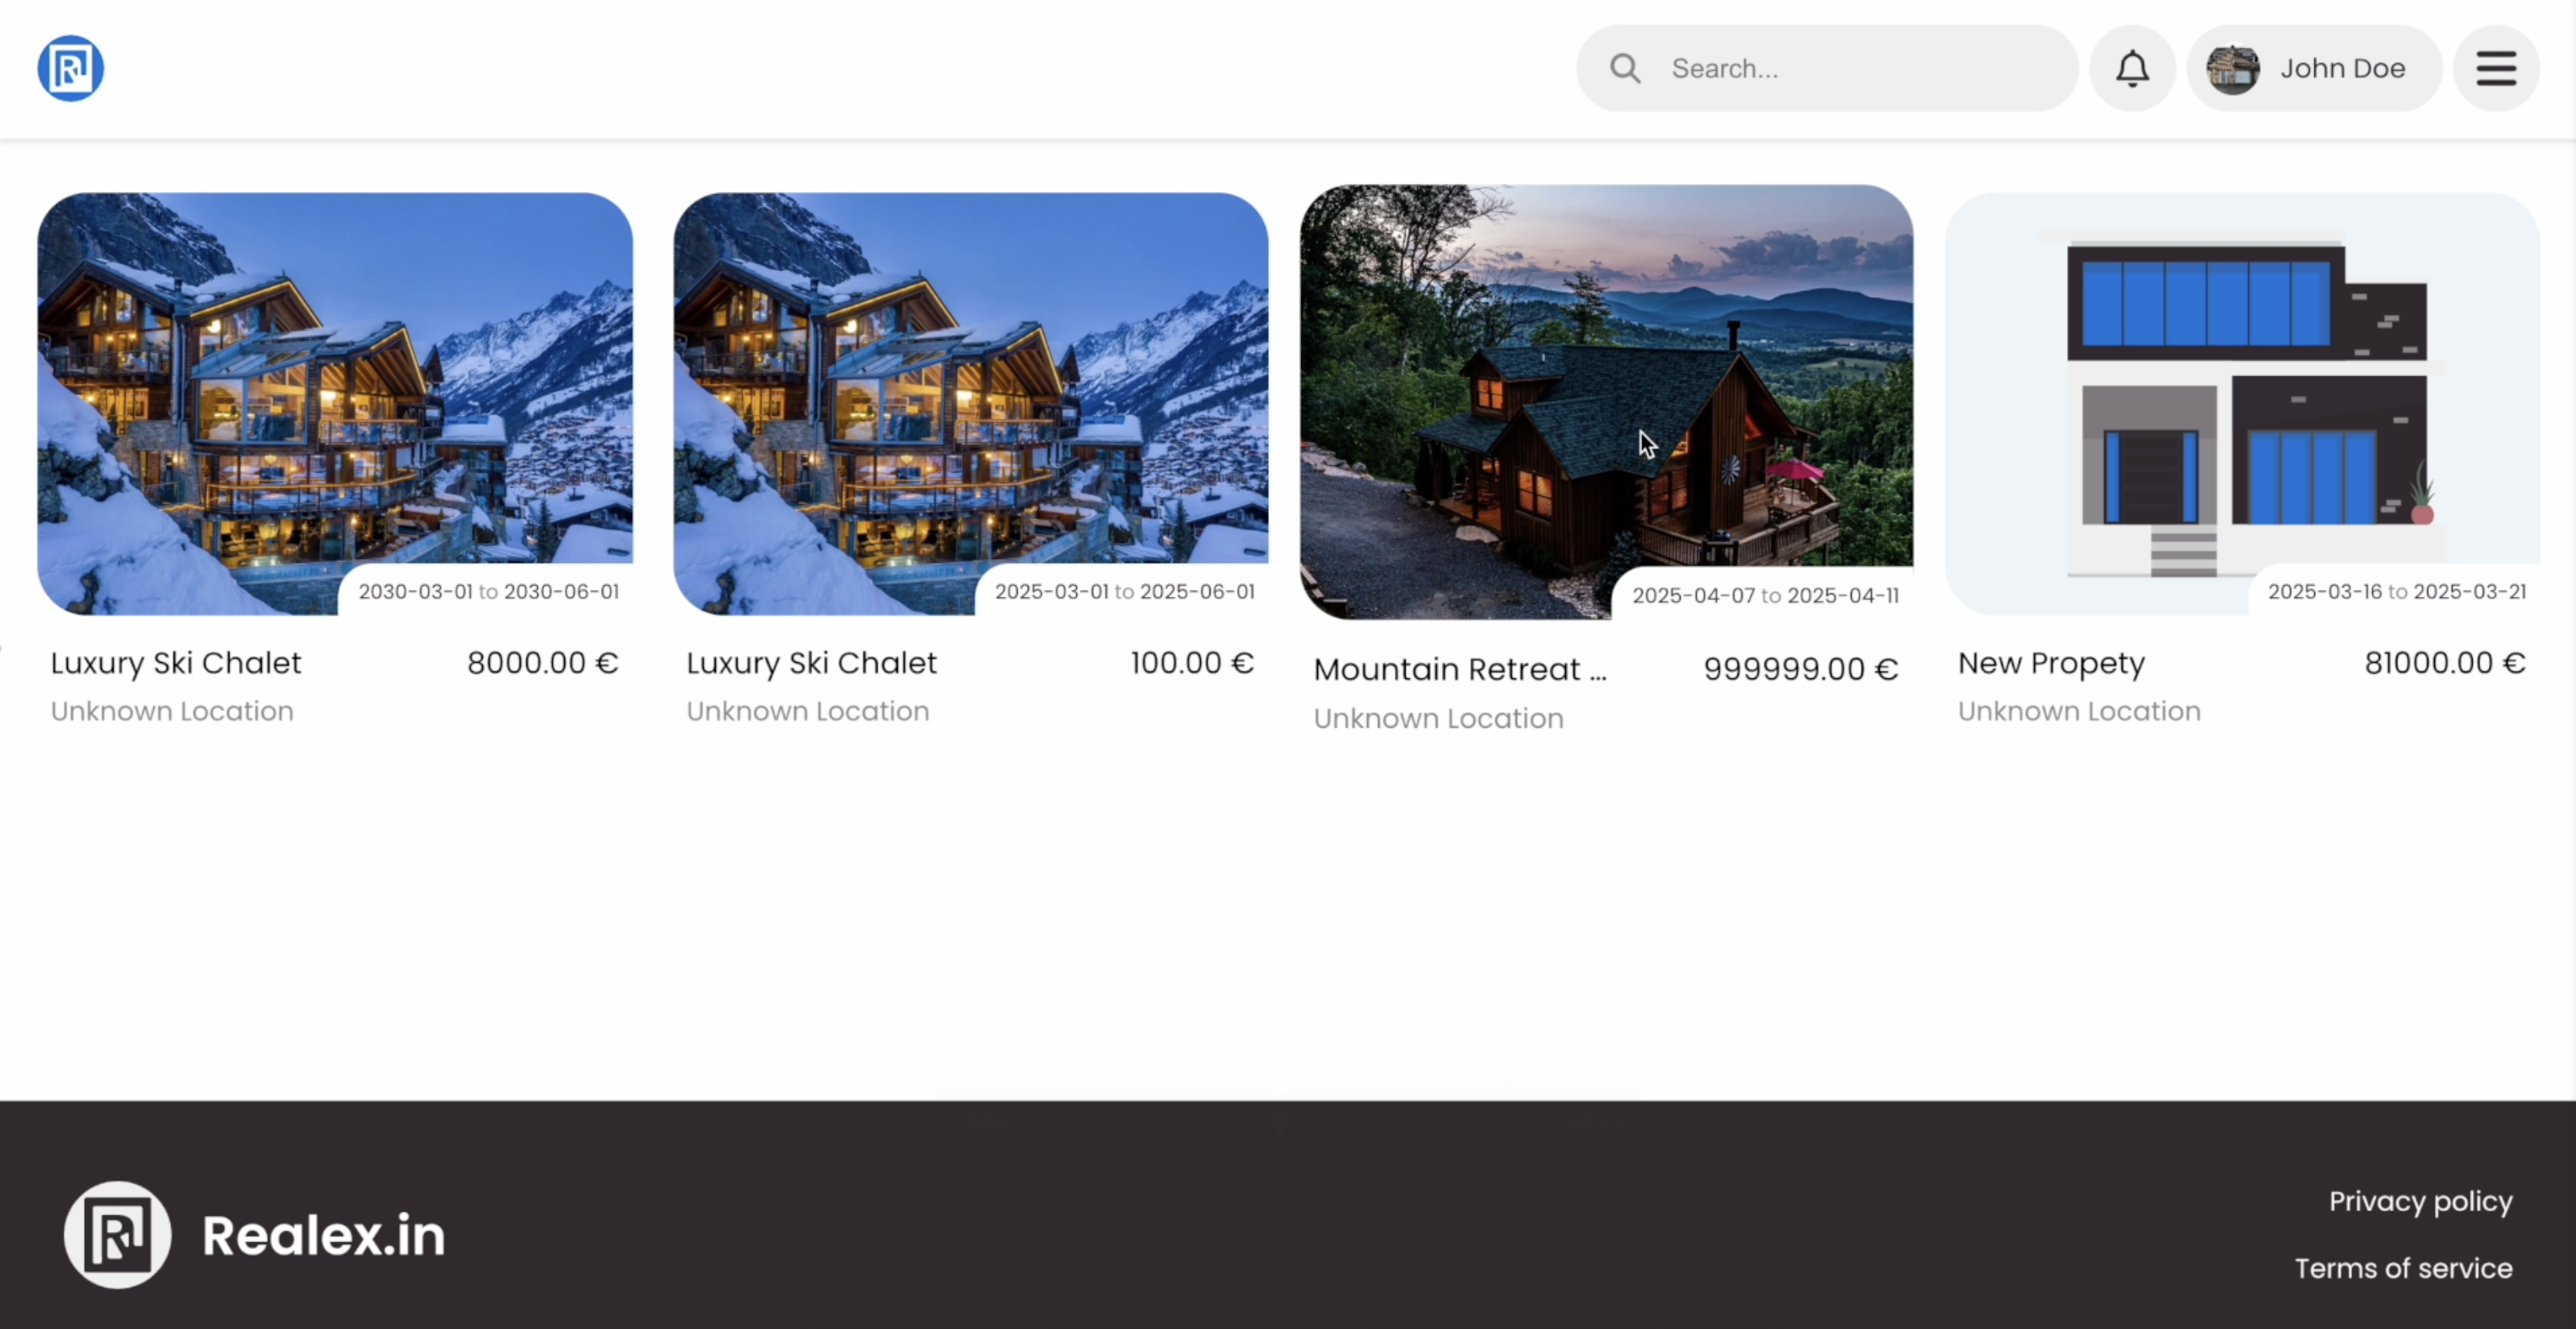 Search...
John Doe
2030-03-01 to 2030-06-01
Luxury Ski Chalet 8000.00 €
Unknown Location
2025-03-01 to 2025-06-01
Luxury Ski Chalet 100.00 €
Unknown Location
2025-04-07 to 2025-04-11
Mountain Retreat ... 999999.00 €
Unknown Location
2025-03-16 to 2025-03-21
New Propety 81000.00 €
Unknown Location
Realex.in
Privacy policy
Terms of service